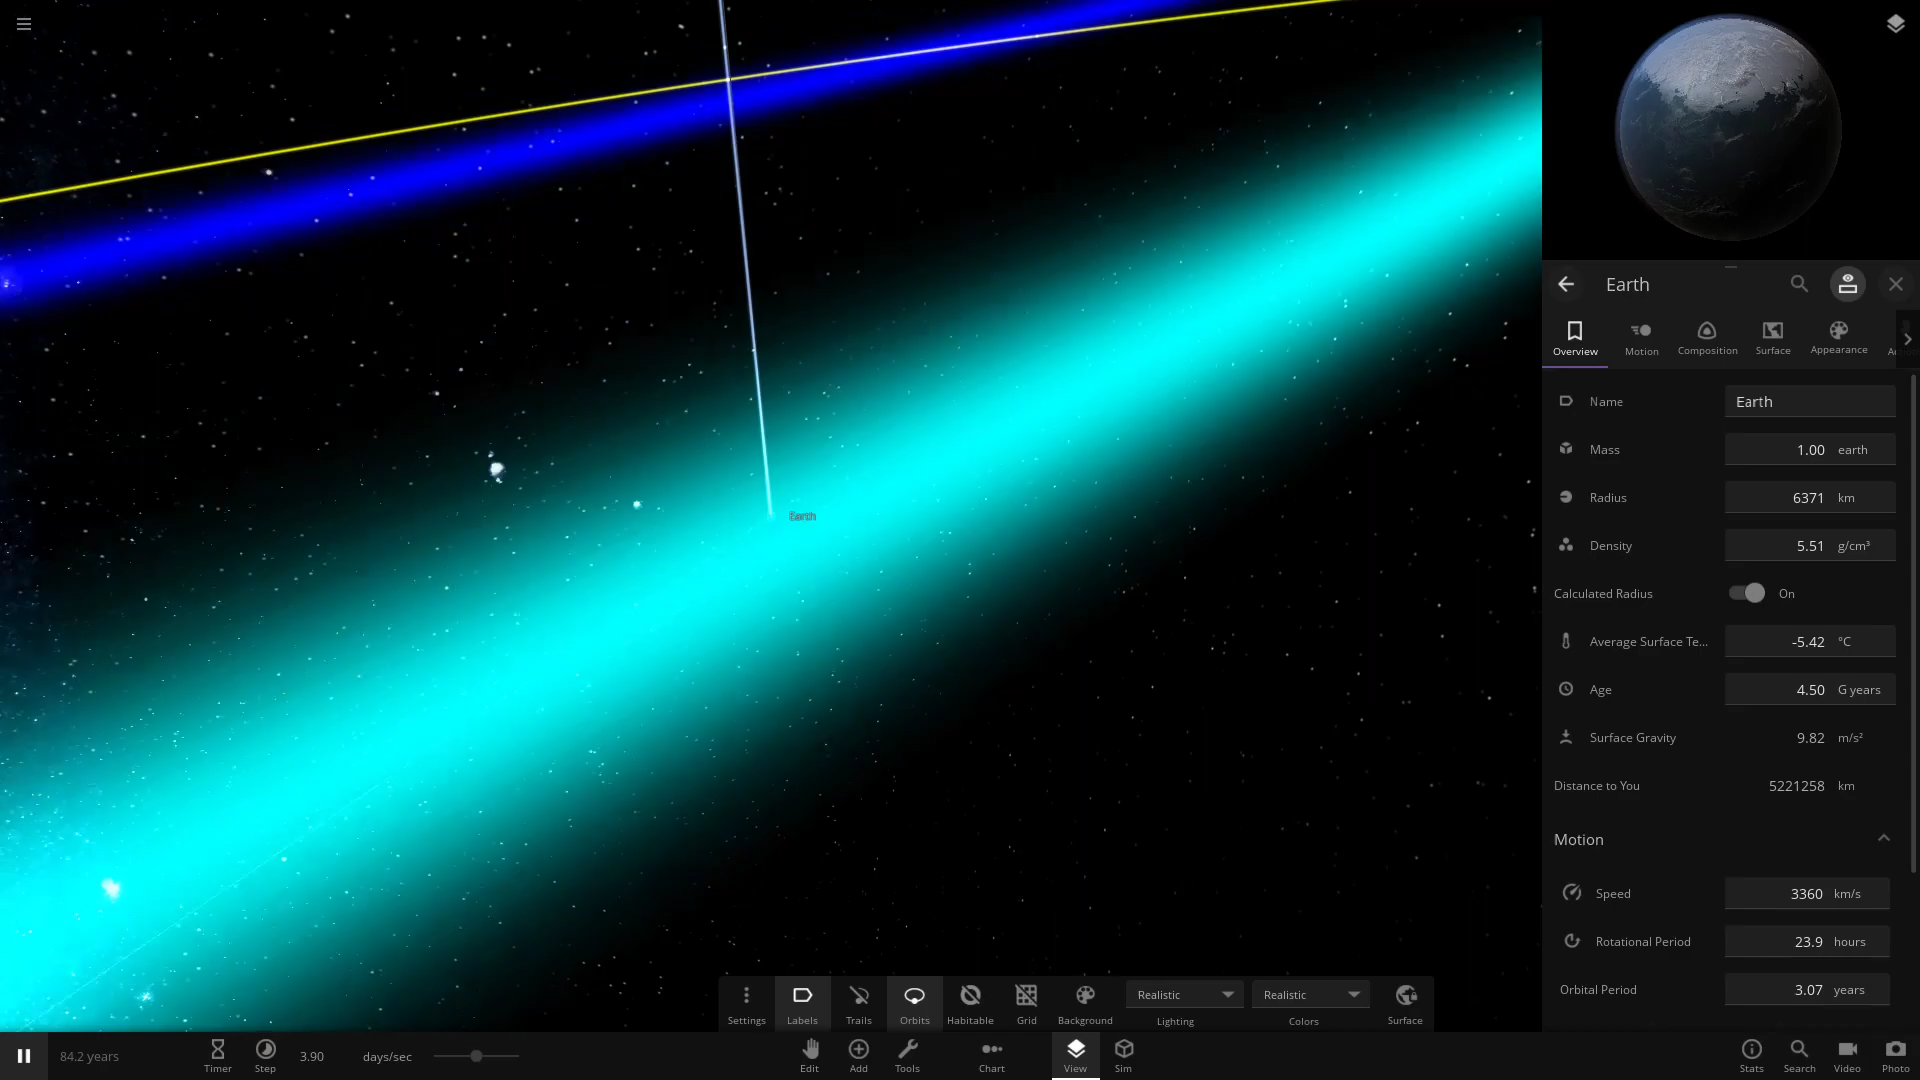 Earth
Earth
Overview
Motion
Composition
Surface
Appearance
Name
Earth
Mass
1.00 earth
Radius
6371 km
Density
5.51 g/cm³
Calculated Radius
On
Average Surface Te...
-5.42 °C
Age
4.50 G years
Surface Gravity
9.82 m/s²
Distance to You
5221258 km
Motion
Speed
3360 km/s
Rotational Period
23.9 hours
Orbital Period
3.07 years
Settings
Labels
Trails
Orbits
Habitable
Grid
Background
Realistic
Lighting
Realistic
Colors
Surface
84.2 years
Timer
Step
3.90 days/sec
Edit
Add
Tools
Chart
View
Sim
Stats
Search
Video
Photo